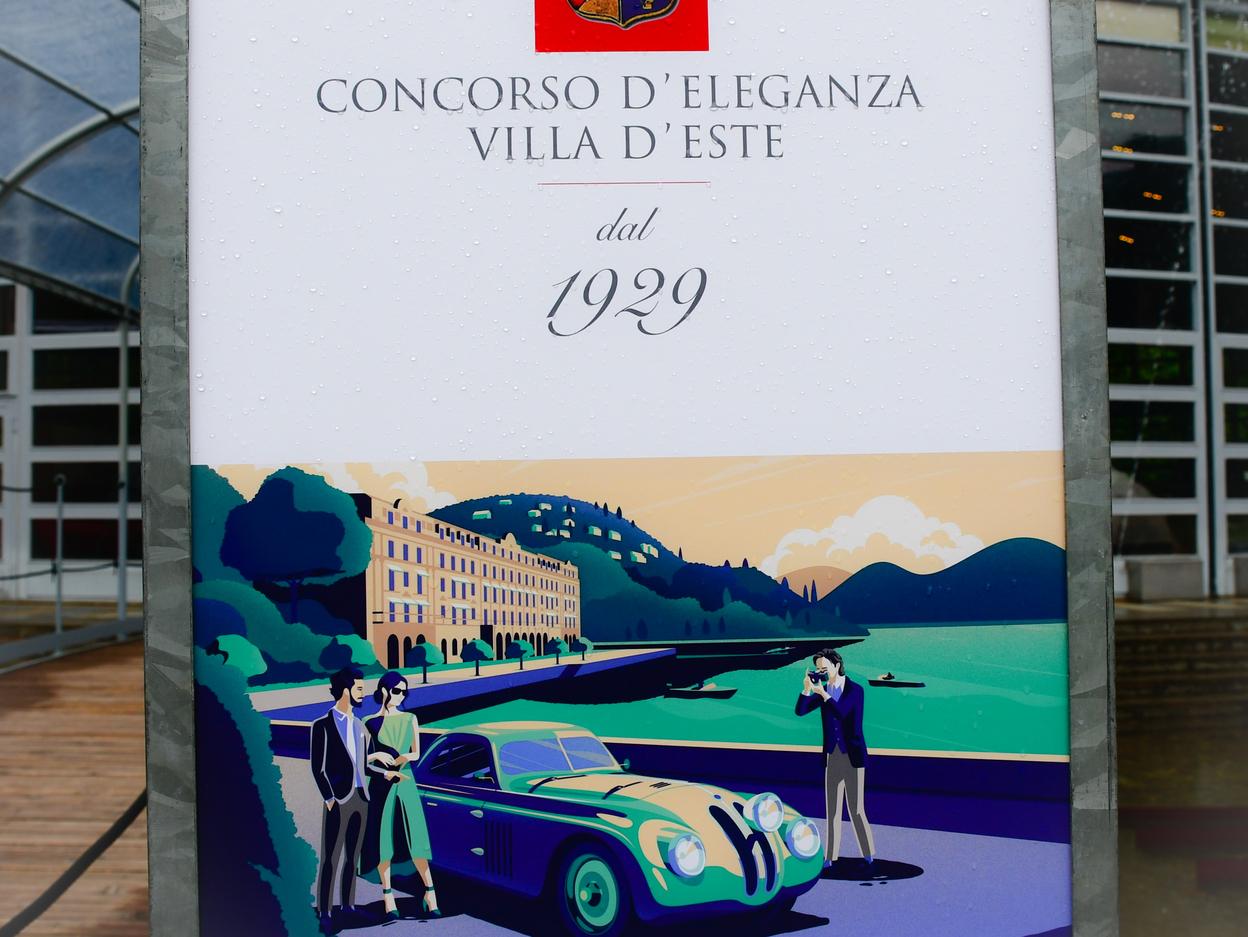 CONCORSO D'ELEGANZA
VILLA D'ESTE
dal
1929